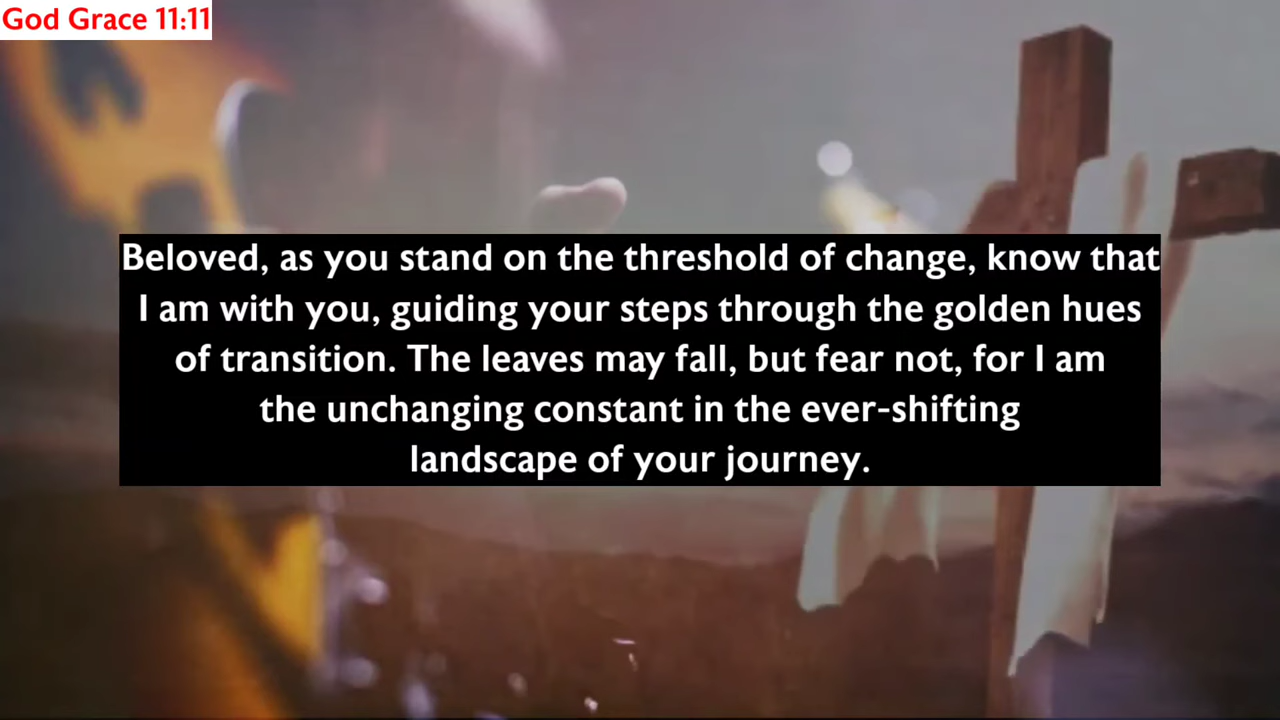 God Grace 11:11
Beloved, as you stand on the threshold of change, know that
I am with you, guiding your steps through the golden hues
of transition. The leaves may fall, but fear not, for I am
the unchanging constant in the ever-shifting
landscape of your journey.